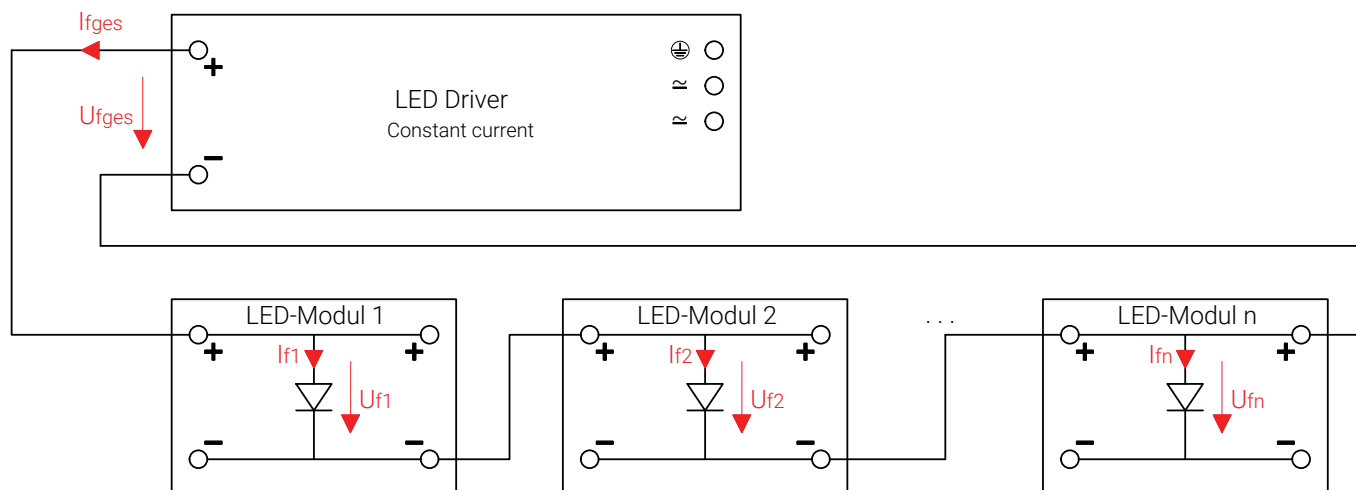 Ifges
+
Ufges
−
LED Driver
Constant current
⏚
≃
≃
LED-Modul 1
+ +
If1
Uf1
− −
LED-Modul 2
+ +
If2
Uf2
− −
. . .
LED-Modul n
+ +
Ifn
Ufn
− −